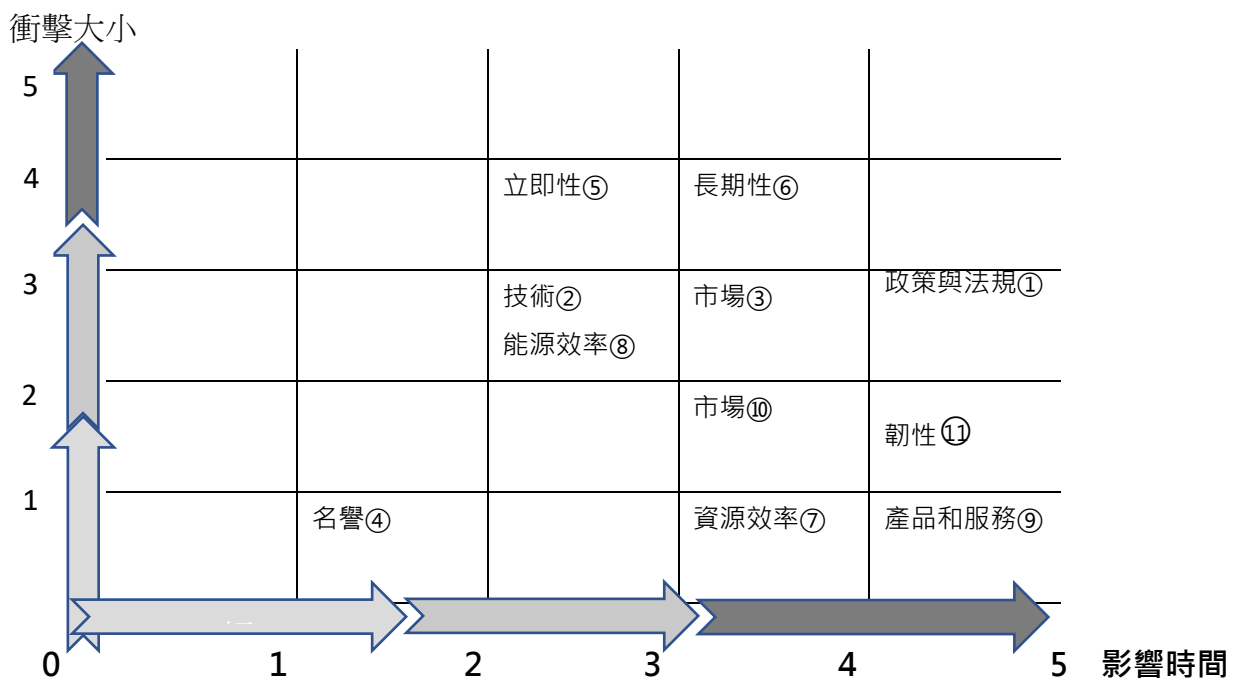 衝擊大小
5
4
立即性⑤ 長期性⑥
3
政策與法規①
技術② 市場③
能源效率⑧
2
市場⑩
韌性⑪
1
名譽④ 資源效率⑦ 產品和服務⑨
0 1 2 3 4 5 影響時間